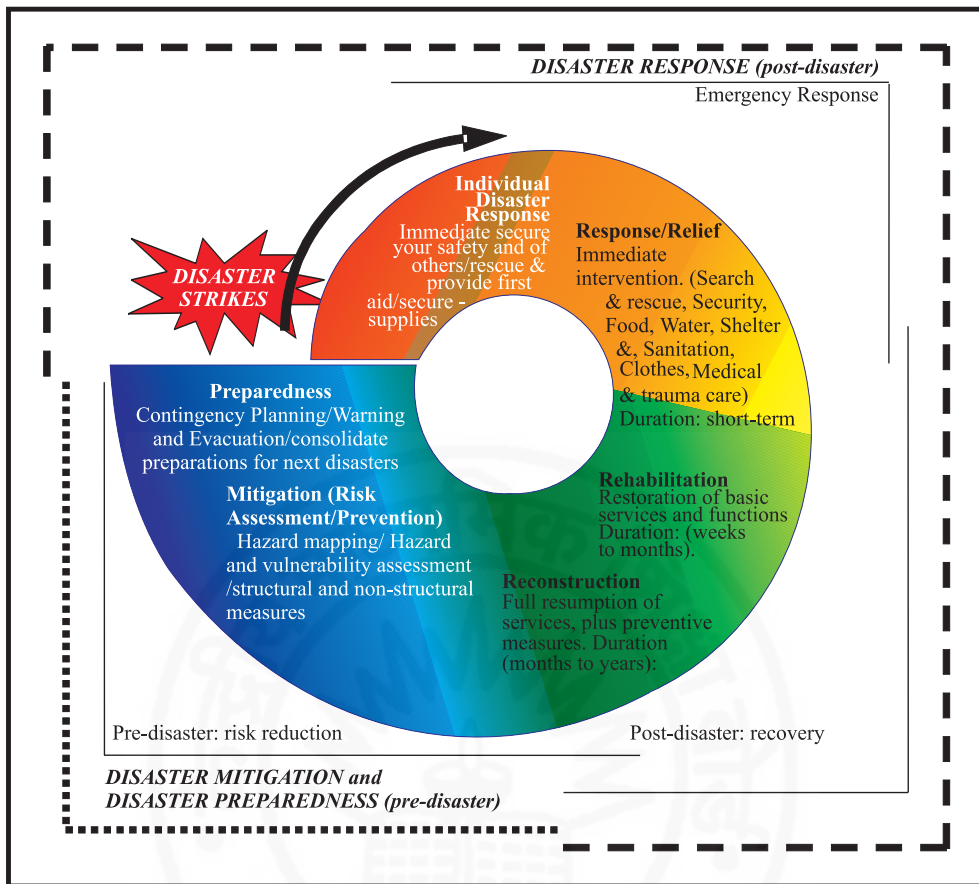 DISASTER RESPONSE (post-disaster)
Emergency Response
DISASTER
STRIKES
Individual
Disaster
Response
Immediate secure
your safety and of
others/rescue &
provide first
aid/secure -
supplies
Response/Relief
Immediate
intervention. (Search
& rescue, Security,
Food, Water, Shelter
&, Sanitation,
Clothes, Medical
& trauma care)
Duration: short-term
Rehabilitation
Restoration of basic
services and functions
Duration: (weeks
to months).
Reconstruction
Full resumption of
services, plus preventive
measures. Duration
(months to years):
Preparedness
Contingency Planning/Warning
and Evacuation/consolidate
preparations for next disasters
Mitigation (Risk
Assessment/Prevention)
Hazard mapping/ Hazard
and vulnerability assessment
/structural and non-structural
measures
Pre-disaster: risk reduction
Post-disaster: recovery
DISASTER MITIGATION and
DISASTER PREPAREDNESS (pre-disaster)